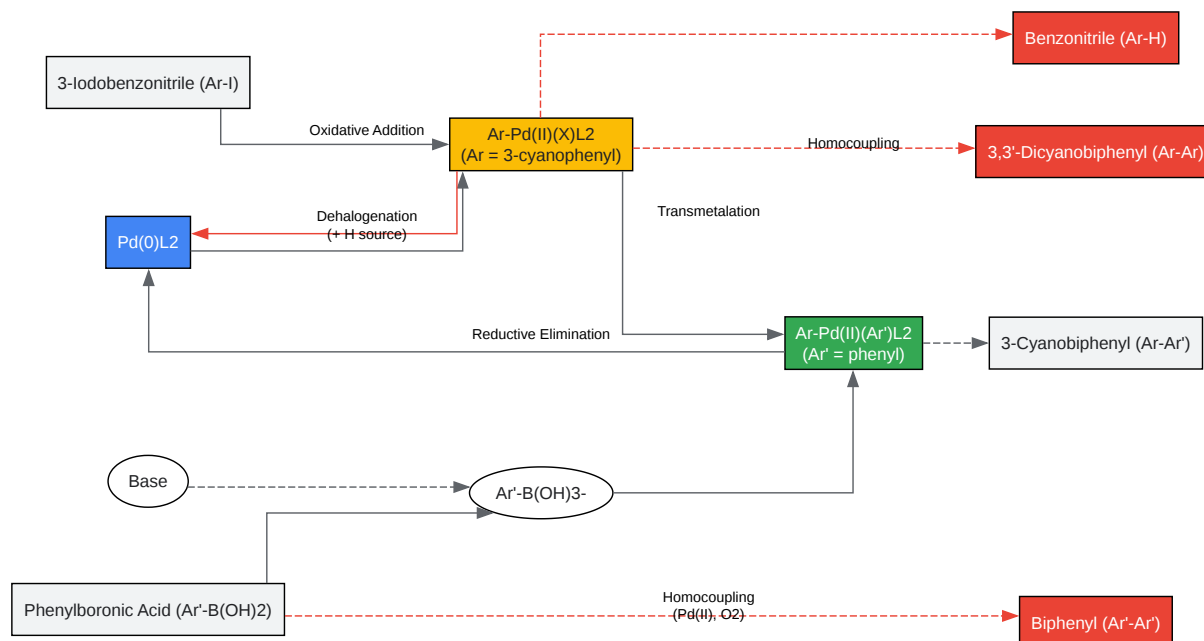 Benzonitrile (Ar-H)
3-Iodobenzonitrile (Ar-I)
Oxidative Addition
Ar-Pd(II)(X)L2
(Ar = 3-cyanophenyl)
Homocoupling
3,3'-Dicyanobiphenyl (Ar-Ar)
Dehalogenation
(+ H source)
Transmetalation
Pd(0)L2
Reductive Elimination
Ar-Pd(II)(Ar')L2
(Ar' = phenyl)
3-Cyanobiphenyl (Ar-Ar')
Base
Ar'-B(OH)3-
Phenylboronic Acid (Ar'-B(OH)2)
Homocoupling
(Pd(II), O2)
Biphenyl (Ar'-Ar')